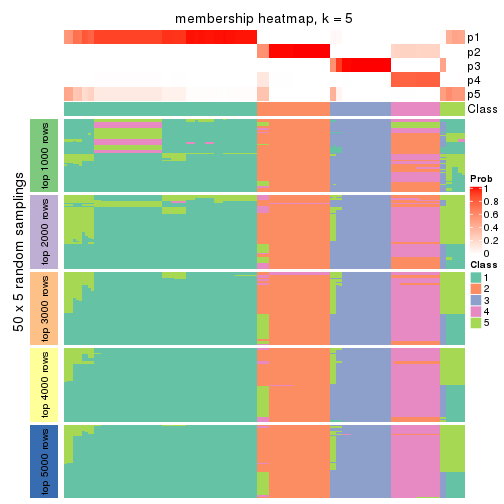 membership heatmap, k = 5
p1
p2
p3
p4
p5
Class
50 x 5 random samplings
top 1000 rows
top 2000 rows
top 3000 rows
top 4000 rows
top 5000 rows
Prob
1
0.8
0.6
0.4
0.2
0
Class
1
2
3
4
5